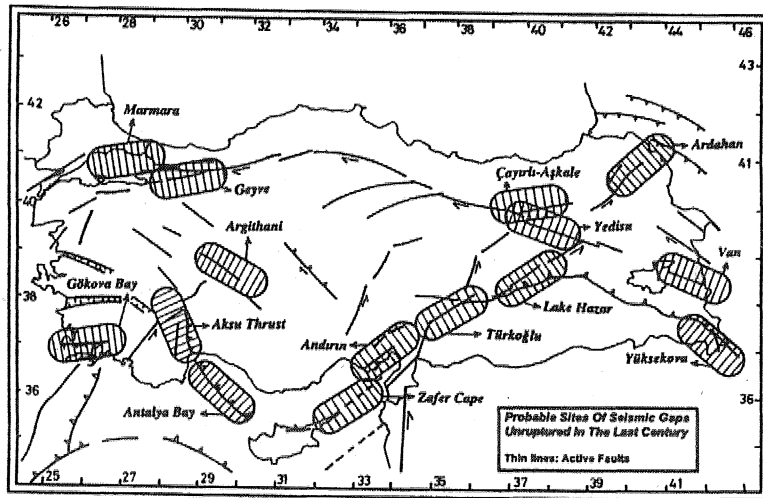 26 28 30 32 34 36 38 40 42 44 46
43
42
Marmara
Ardahan
41
Çayırlı-Aşkale
Geyve
40
Argithani
Yedisu
Van
Gökova Bay
38
Lake Hazar
Aksu Thrust
Andırın
Türkoğlu
Yüksekova
36
36
Zafer Cape
Antalya Bay
Probable Sites Of Seismic Gaps
Unruptured In The Last Century
Thin lines: Active Faults
25 27 29 30 31 33 35 36 37 39 41 42